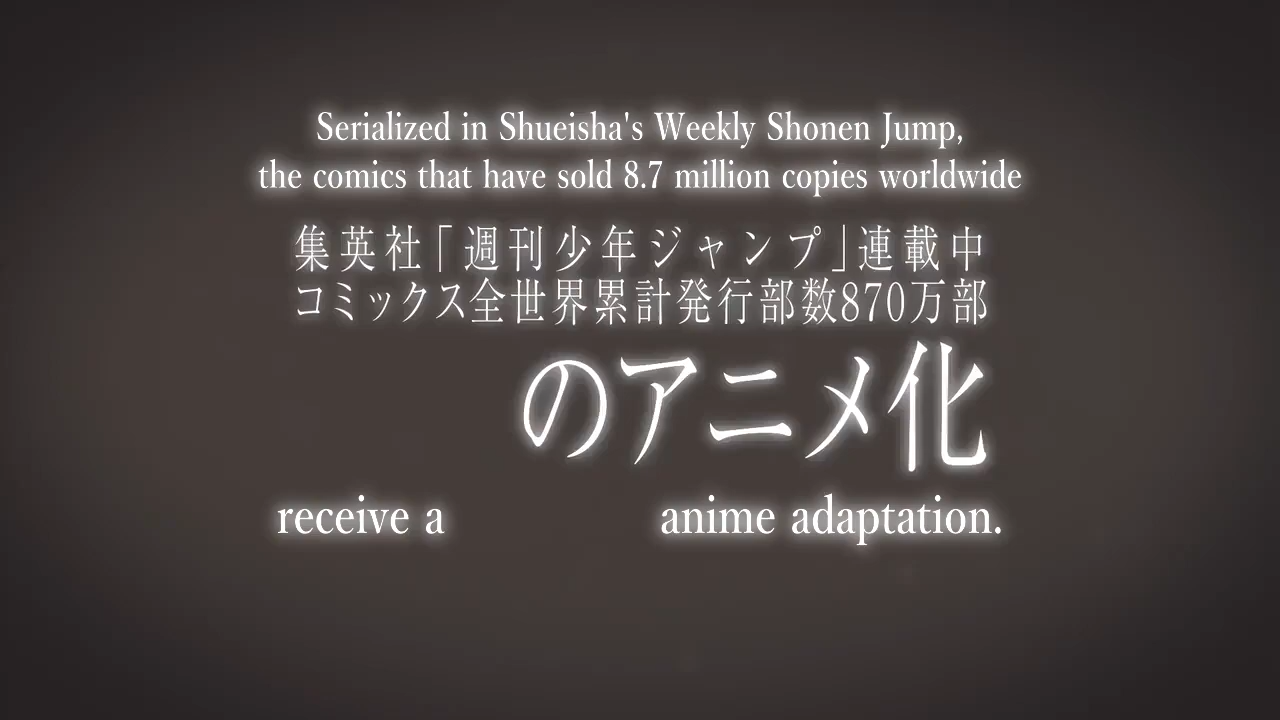 Serialized in Shueisha's Weekly Shonen Jump,
the comics that have sold 8.7 million copies worldwide
集英社「週刊少年ジャンプ」連載中
コミックス全世界累計発行部数870万部
のアニメ化
receive a anime adaptation.